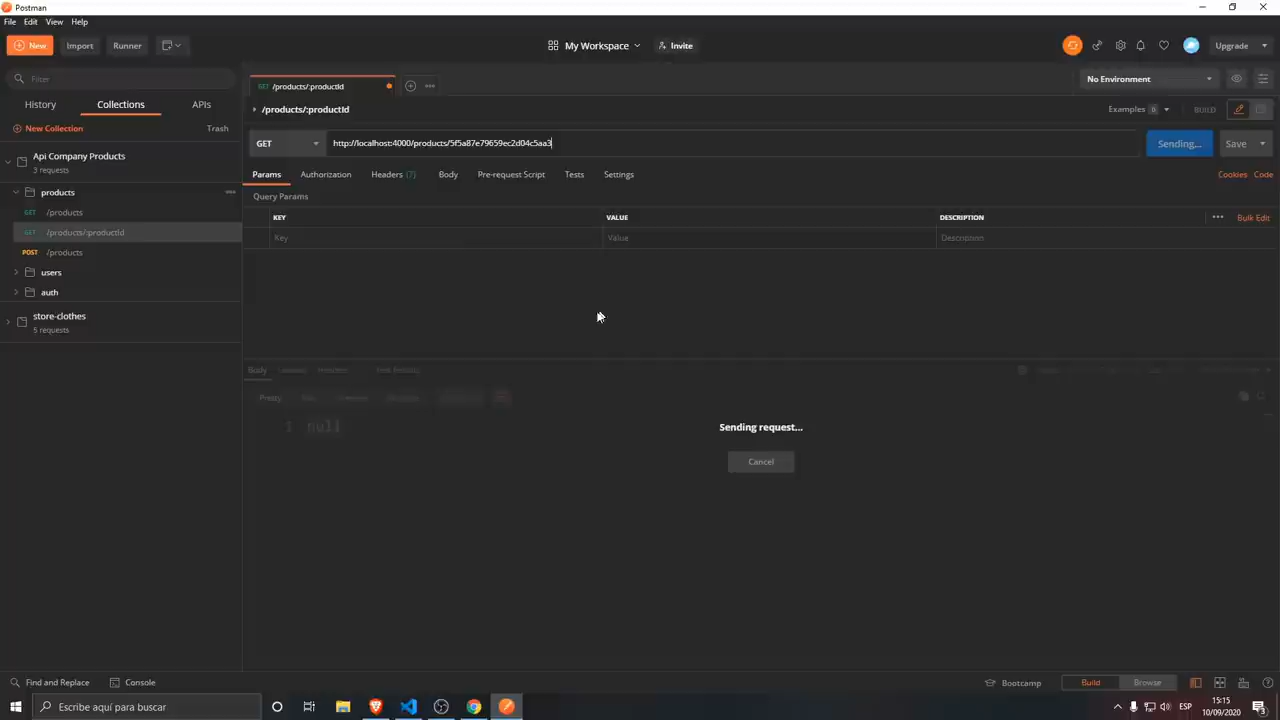 Postman
File Edit View Help
New Import Runner My Workspace Invite Upgrade
Filter
History Collections APIs
New Collection Trash
Api Company Products
3 requests
products
GET /products
GET /products/:productId
POST /products
users
auth
store-clothes
5 requests
GET /products/:productId
No Environment
/products/:productId
Examples 0 BUILD
GET http://localhost:4000/products/5f5a87e79659ec2d04c5aa3 Sending... Save
Params Authorization Headers (7) Body Pre-request Script Tests Settings Cookies Code
Query Params
KEY VALUE DESCRIPTION Bulk Edit
Key Value Description
Body
Pretty
1 null
Sending request...
Cancel
Find and Replace Console Bootcamp Build Browse
Escribe aquí para buscar
ESP
15:15
10/09/2020
3